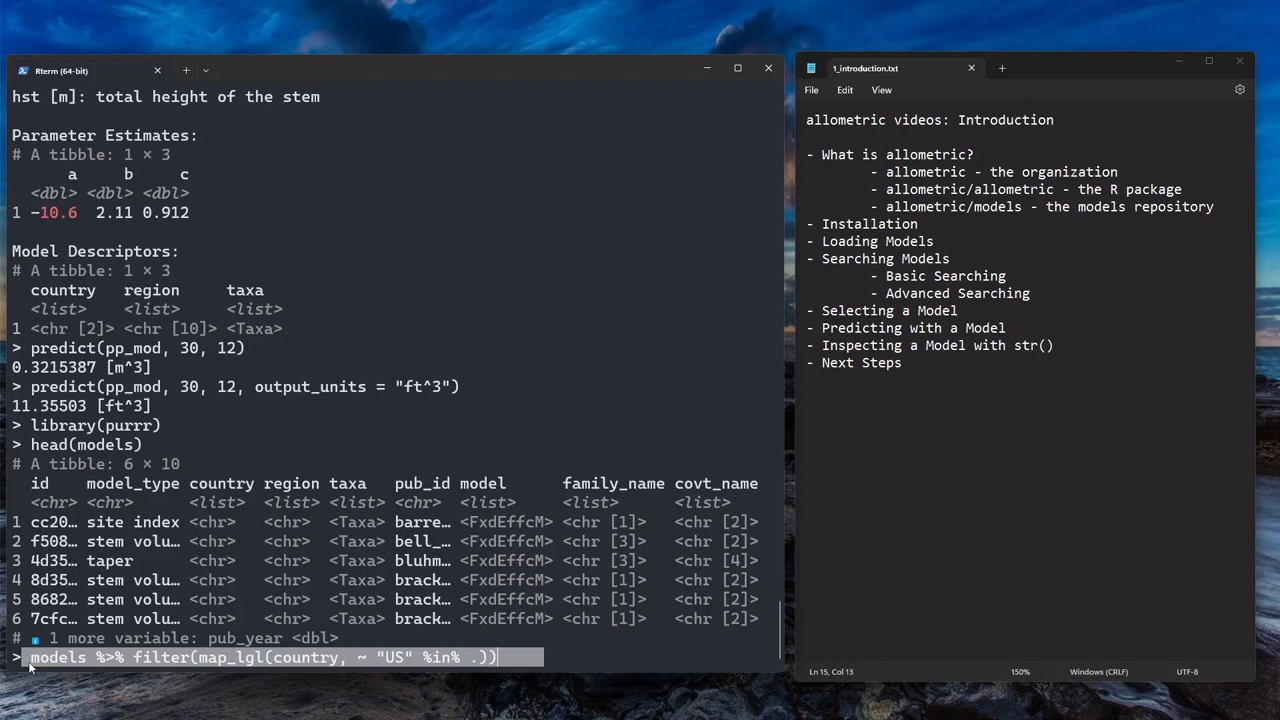 Rterm (64-bit)
hst [m]: total height of the stem
Parameter Estimates:
# A tibble: 1 × 3
a b c
<dbl> <dbl> <dbl>
1 -10.6 2.11 0.912
Model Descriptors:
# A tibble: 1 × 3
country region taxa
<list> <list> <list>
1 <chr [2]> <chr [10]> <Taxa>
> predict(pp_mod, 30, 12)
0.3215387 [m^3]
> predict(pp_mod, 30, 12, output_units = "ft^3")
11.35503 [ft^3]
> library(purrr)
> head(models)
# A tibble: 6 × 10
id model_type country region taxa pub_id model family_name covt_name
<chr> <chr> <list> <list> <list> <chr> <list> <list> <list>
1 cc20… site index <chr> <chr> <Taxa> barre… <FxdEffcM> <chr [1]> <chr [2]>
2 f508… stem volu… <chr> <chr> <Taxa> bell_… <FxdEffcM> <chr [3]> <chr [2]>
3 4d35… taper <chr> <chr> <Taxa> bluhm… <FxdEffcM> <chr [3]> <chr [4]>
4 8d35… stem volu… <chr> <chr> <Taxa> brack… <FxdEffcM> <chr [1]> <chr [2]>
5 8682… stem volu… <chr> <chr> <Taxa> brack… <FxdEffcM> <chr [1]> <chr [2]>
6 7cfc… stem volu… <chr> <chr> <Taxa> brack… <FxdEffcM> <chr [1]> <chr [2]>
# ℹ 1 more variable: pub_year <dbl>
> models %>% filter(map_lgl(country, ~ "US" %in% .))
1_introduction.txt
File Edit View
allometric videos: Introduction
- What is allometric?
- allometric - the organization
- allometric/allometric - the R package
- allometric/models - the models repository
- Installation
- Loading Models
- Searching Models
- Basic Searching
- Advanced Searching
- Selecting a Model
- Predicting with a Model
- Inspecting a Model with str()
- Next Steps
Ln 15, Col 13 150% Windows (CRLF) UTF-8